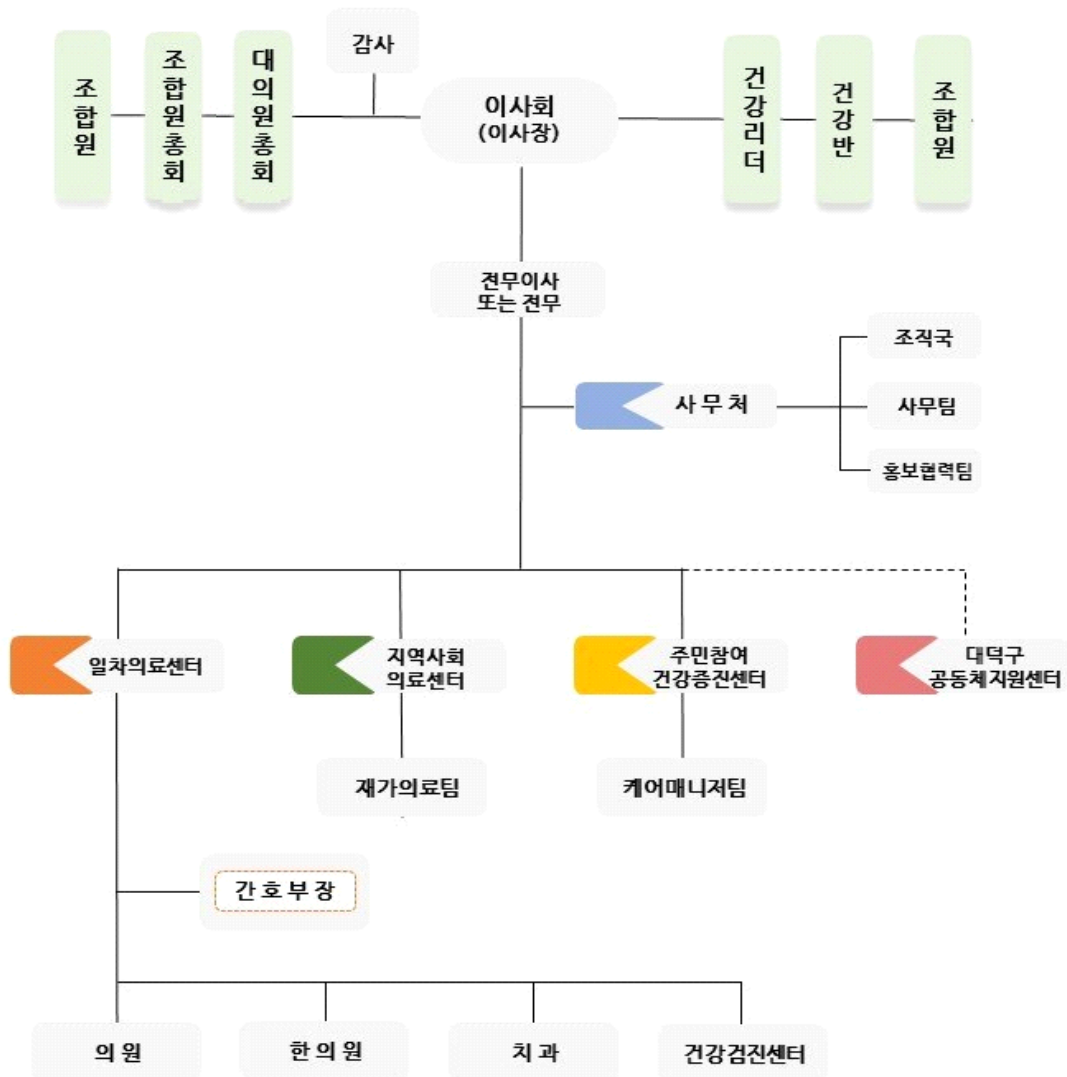 조합원
조합원총회
대의원총회
감사
이사회
(이사장)
건강리더
건강반
조합원
전무이사
또는 전무
사무처
조직국
사무팀
홍보협력팀
일차의료센터
지역사회
의료센터
주민참여
건강증진센터
대덕구
공동체지원센터
재가의료팀
케어매니저팀
간호부장
의원
한의원
치과
건강검진센터